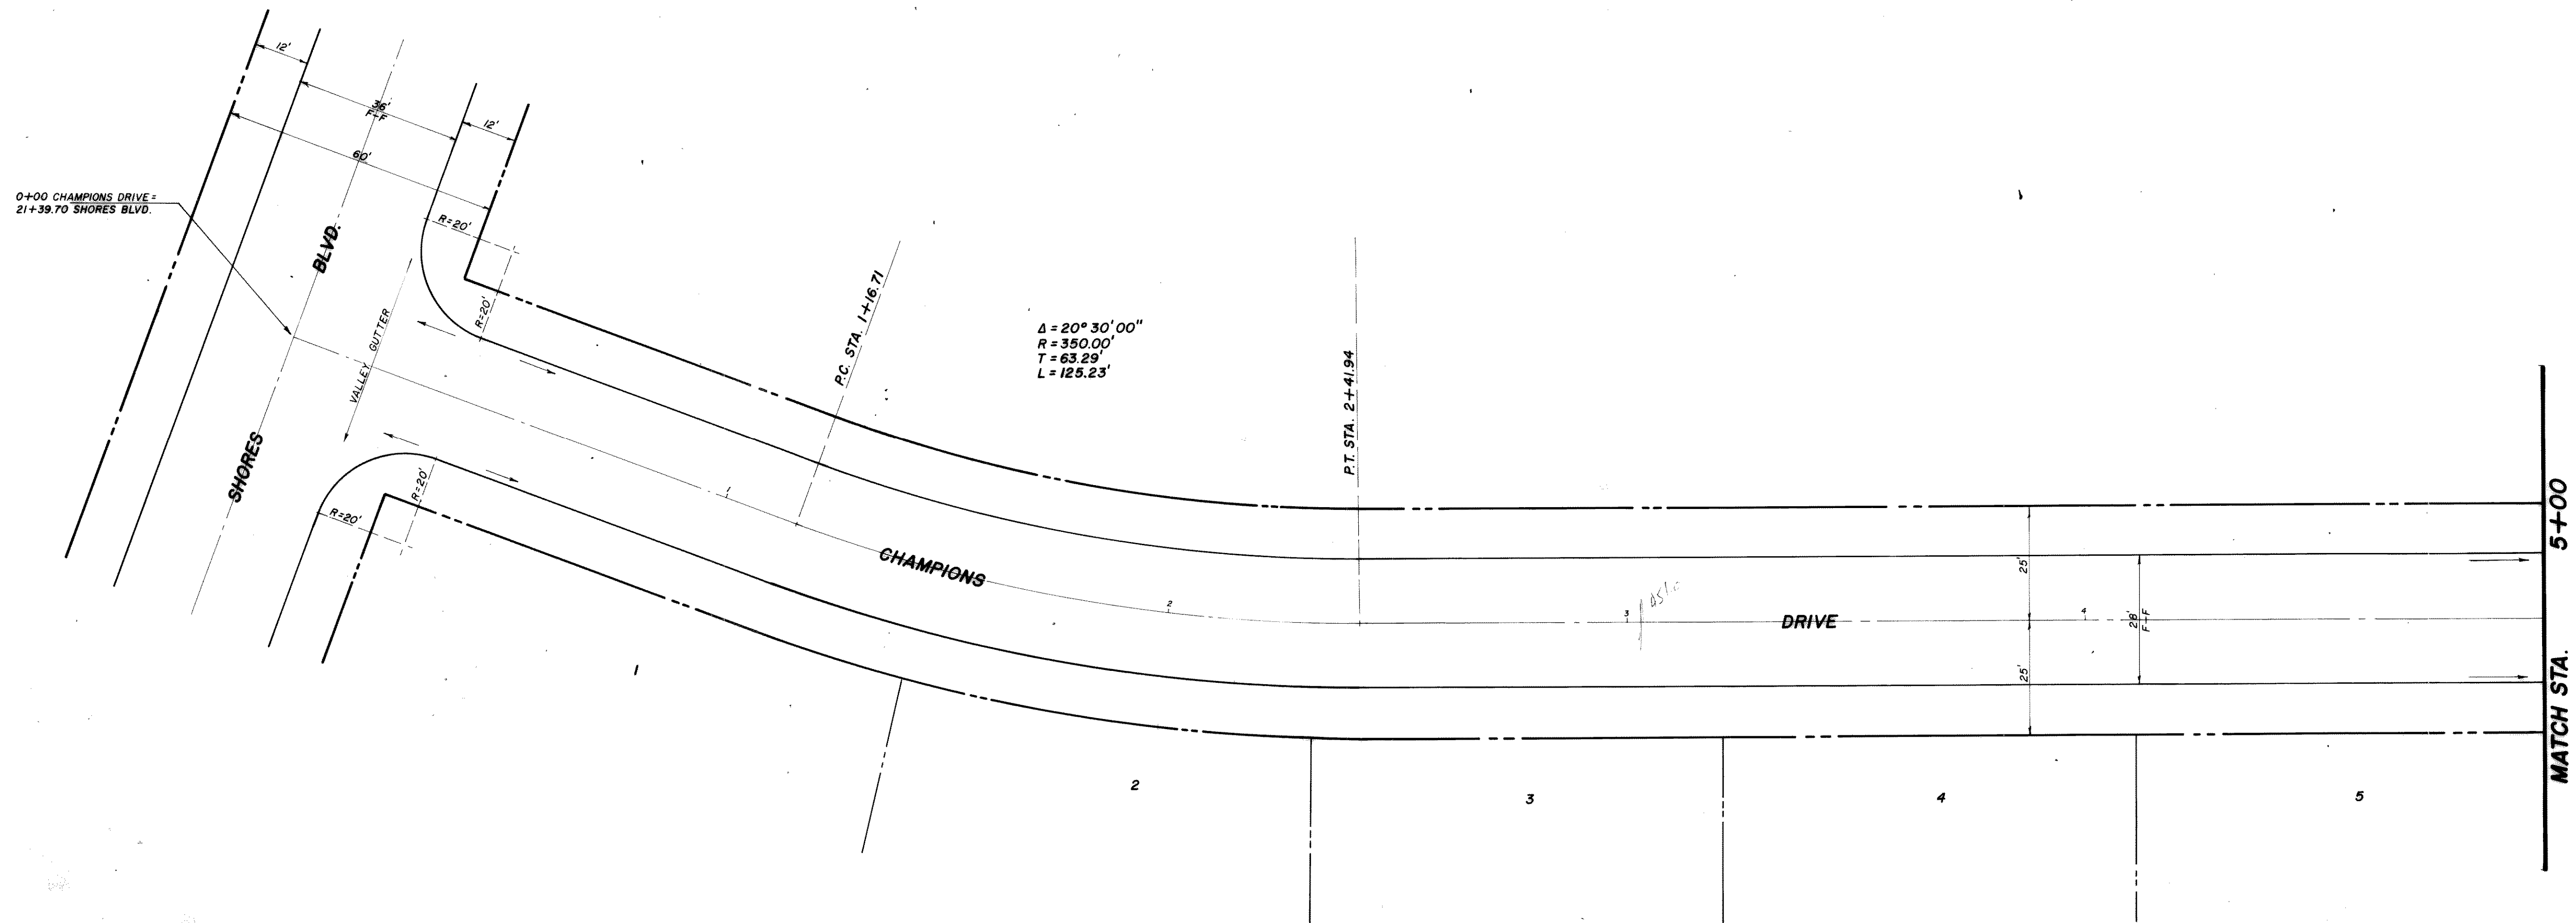 12'
36'
F-F
12'
60'
0+00 CHAMPIONS DRIVE =
21+39.70 SHORES BLVD.
R=20'
BLVD.
R=20'
VALLEY GUTTER
P.C. STA. 1+16.71
Δ = 20° 30' 00"
R = 350.00'
T = 63.29'
L = 125.23'
P.T. STA. 2+41.94
SHORES
R=20'
R=20'
1
CHAMPIONS
2
3
DRIVE
4
25'
25'
28'
F-F
MATCH STA. 5+00
1
2
3
4
5